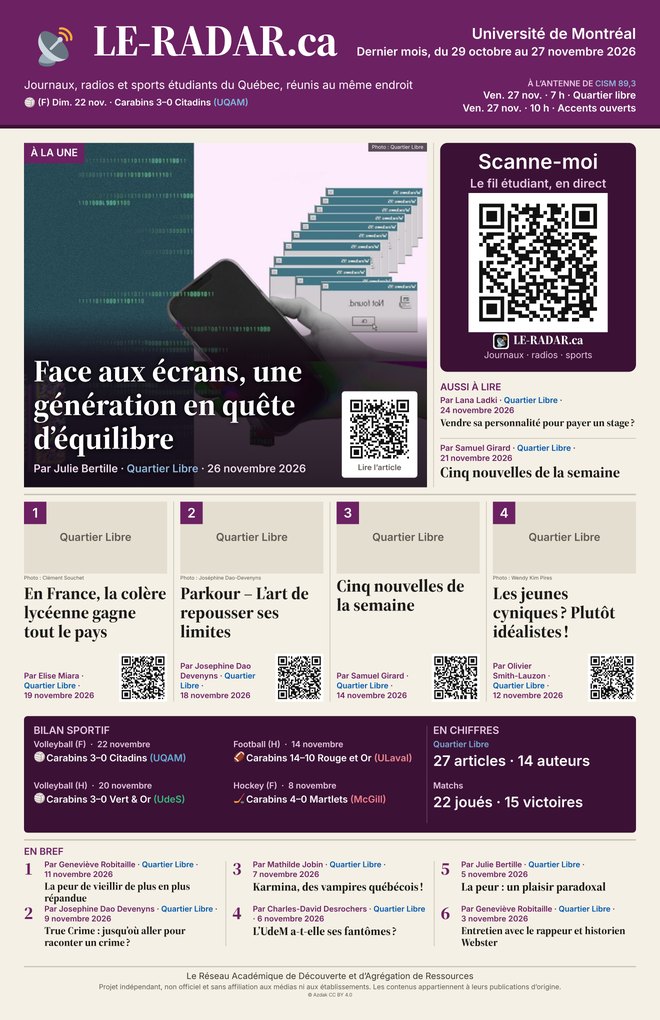 LE-RADAR.ca
Université de Montréal
Dernier mois, du 29 octobre au 27 novembre 2026
Journaux, radios et sports étudiants du Québec, réunis au même endroit
(F) Dim. 22 nov. · Carabins 3–0 Citadins (UQAM)
À L'ANTENNE DE CISM 89,3
Ven. 27 nov. · 7 h · Quartier libre
Ven. 27 nov. · 10 h · Accents ouverts
À LA UNE
Photo : Quartier Libre
Face aux écrans, une
génération en quête
d'équilibre
Par Julie Bertille · Quartier Libre · 26 novembre 2026
Lire l'article
Scanne-moi
Le fil étudiant, en direct
LE-RADAR.ca
Journaux · radios · sports
AUSSI À LIRE
Par Lana Ladki · Quartier Libre ·
24 novembre 2026
Vendre sa personnalité pour payer un stage ?
Par Samuel Girard · Quartier Libre ·
21 novembre 2026
Cinq nouvelles de la semaine
1
Quartier Libre
Photo : Clément Souchet
En France, la colère
lycéenne gagne
tout le pays
Par Elise Miara ·
Quartier Libre ·
19 novembre 2026
2
Quartier Libre
Photo : Joséphine Dao-Devenyns
Parkour – L'art de
repousser ses
limites
Par Josephine Dao
Devenyns · Quartier
Libre ·
18 novembre 2026
3
Quartier Libre
Cinq nouvelles de
la semaine
Par Samuel Girard ·
Quartier Libre ·
14 novembre 2026
4
Quartier Libre
Photo : Wendy Kim Pires
Les jeunes
cyniques ? Plutôt
idéalistes !
Par Olivier
Smith-Lauzon ·
Quartier Libre ·
12 novembre 2026
BILAN SPORTIF
Volleyball (F) · 22 novembre
Carabins 3–0 Citadins (UQAM)
Football (H) · 14 novembre
Carabins 14–10 Rouge et Or (ULaval)
Volleyball (H) · 20 novembre
Carabins 3–0 Vert & Or (UdeS)
Hockey (F) · 8 novembre
Carabins 4–0 Martlets (McGill)
EN CHIFFRES
Quartier Libre
27 articles · 14 auteurs
Matchs
22 joués · 15 victoires
EN BREF
1
Par Geneviève Robitaille · Quartier Libre ·
11 novembre 2026
La peur de vieillir de plus en plus
répandue
2
Par Josephine Dao Devenyns · Quartier Libre ·
9 novembre 2026
True Crime : jusqu'où aller pour
raconter un crime ?
3
Par Mathilde Jobin · Quartier Libre ·
7 novembre 2026
Karmina, des vampires québécois !
4
Par Charles-David Desrochers · Quartier Libre
· 6 novembre 2026
L'UdeM a-t-elle ses fantômes ?
5
Par Julie Bertille · Quartier Libre ·
5 novembre 2026
La peur : un plaisir paradoxal
6
Par Geneviève Robitaille · Quartier Libre ·
3 novembre 2026
Entretien avec le rappeur et historien
Webster
Le Réseau Académique de Découverte et d'Agrégation de Ressources
Projet indépendant, non officiel et sans affiliation aux médias ni aux établissements. Les contenus appartiennent à leurs publications d'origine.
© Azdak CC BY 4.0